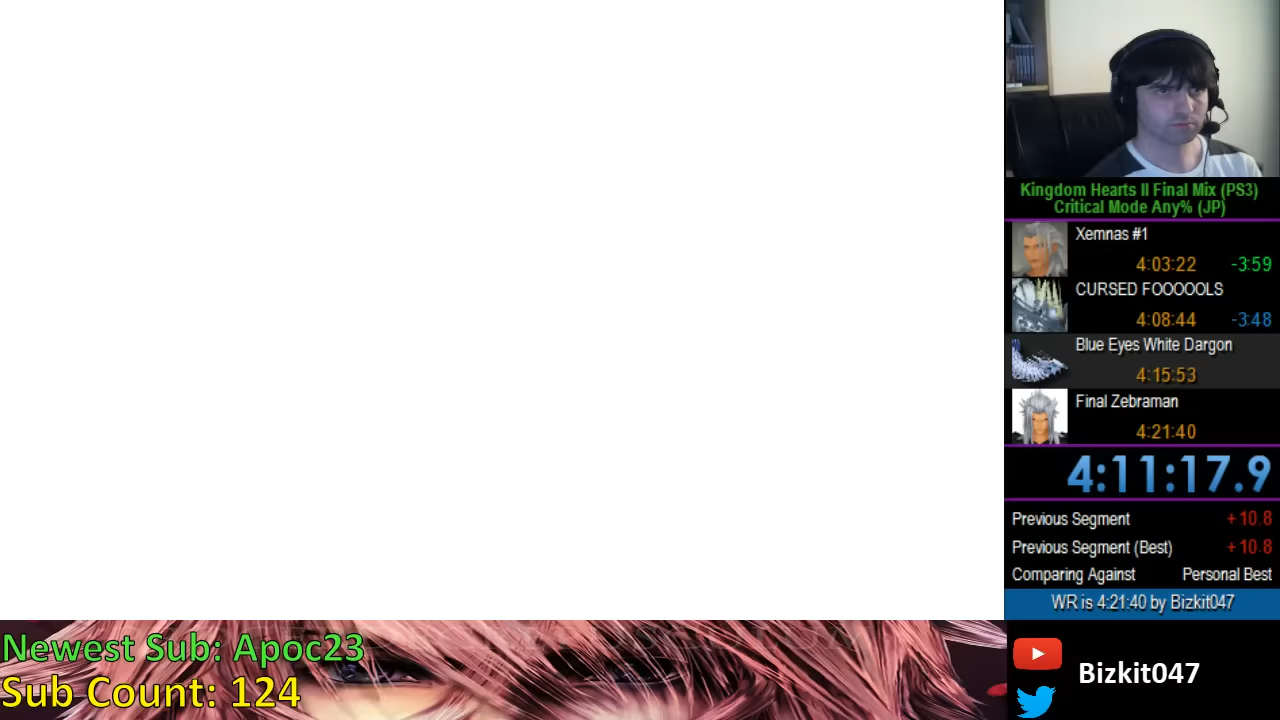 Kingdom Hearts II Final Mix (PS3)
Critical Mode Any% (JP)
Xemnas #1
4:03:22 -3:59
CURSED FOOOOOLS
4:08:44 -3:48
Blue Eyes White Dargon
4:15:53
Final Zebraman
4:21:40
4:11:17.9
Previous Segment +10.8
Previous Segment (Best) +10.8
Comparing Against Personal Best
WR is 4:21:40 by Bizkit047
Newest Sub: Apoc23
Sub Count: 124
Bizkit047